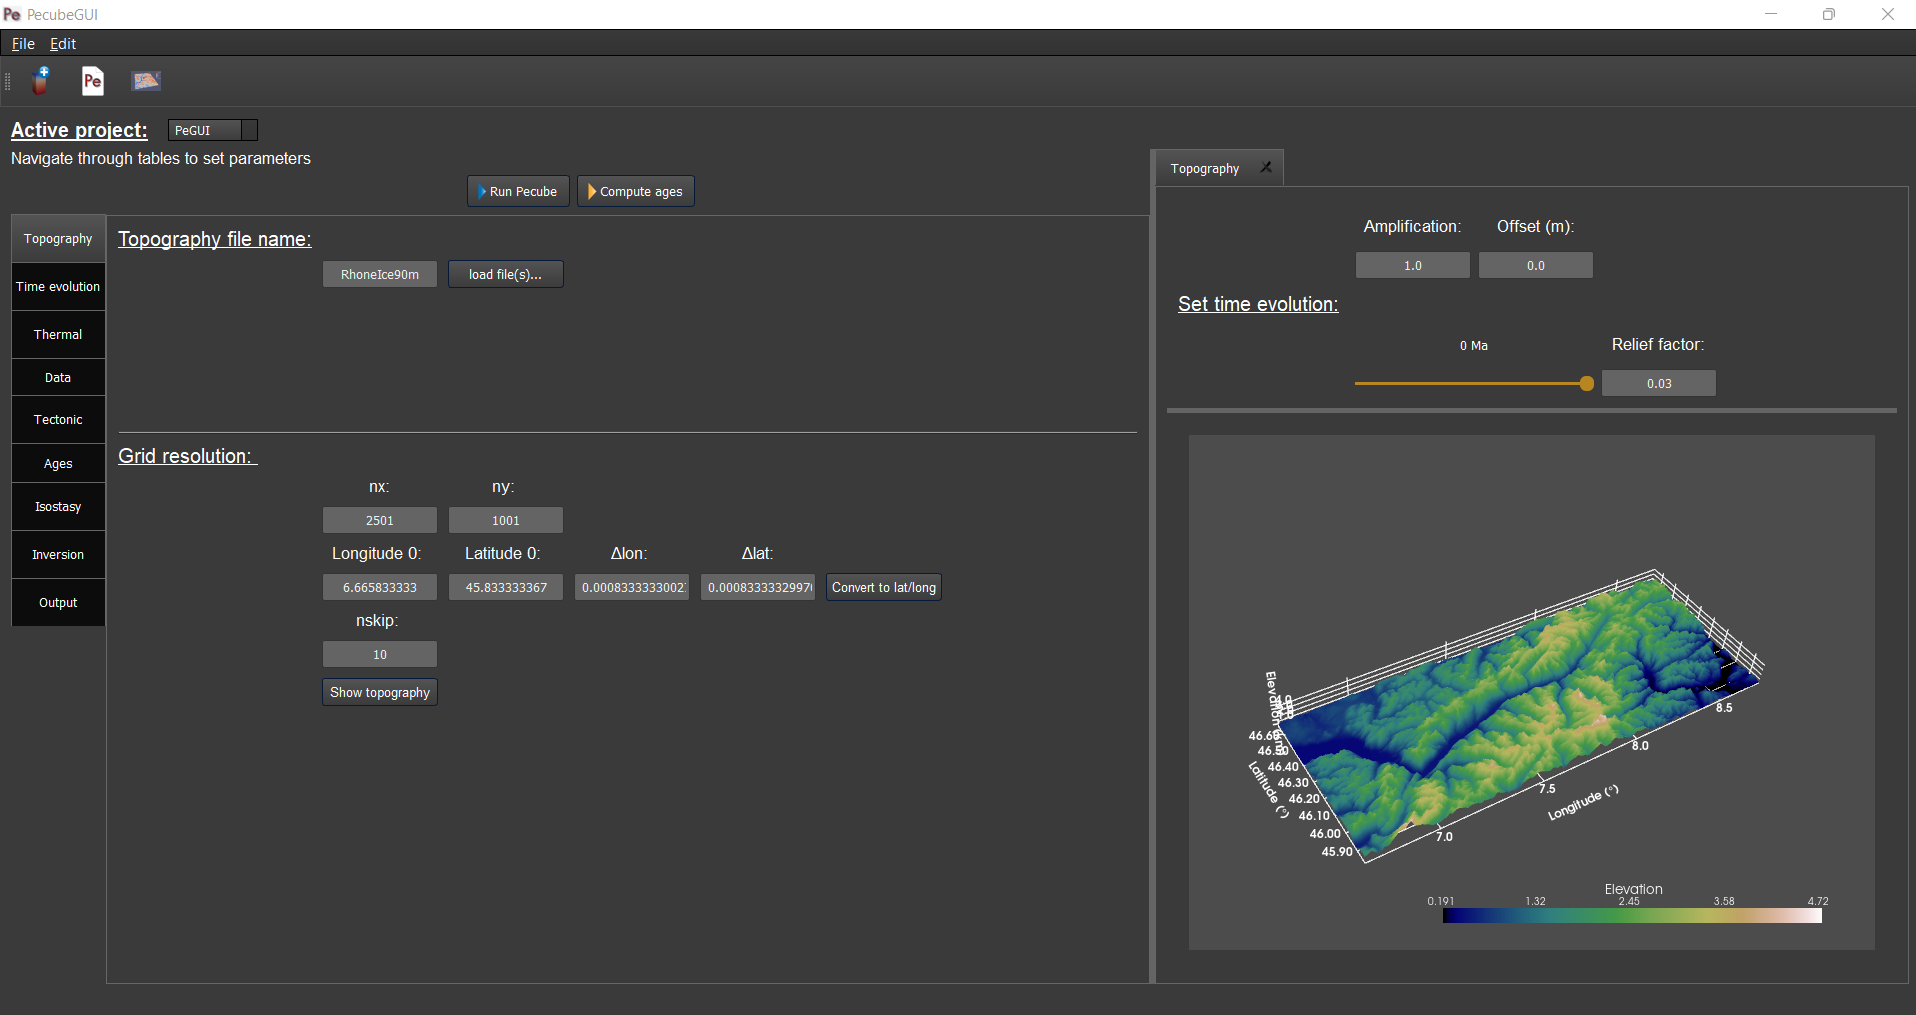 Pe PecubeGUI
File Edit
Pe
Active project: PeGUI
Navigate through tables to set parameters
Run Pecube Compute ages
Topography
Time evolution
Thermal
Data
Tectonic
Ages
Isostasy
Inversion
Output
Topography file name:
RhoneIce90m load file(s)...
Grid resolution:
nx: ny:
2501 1001
Longitude 0: Latitude 0: Δlon: Δlat:
6.665833333 45.833333367 0.0008333333002 0.000833333299 Convert to lat/long
nskip:
10
Show topography
Topography
Amplification: Offset (m):
1.0 0.0
Set time evolution:
0 Ma Relief factor:
0.03
46.40
46.30
46.20
46.10
46.00
45.90
Latitude (°)
7.0
7.5
8.0
8.5
Longitude (°)
Elevation
0.191 1.32 2.45 3.58 4.72